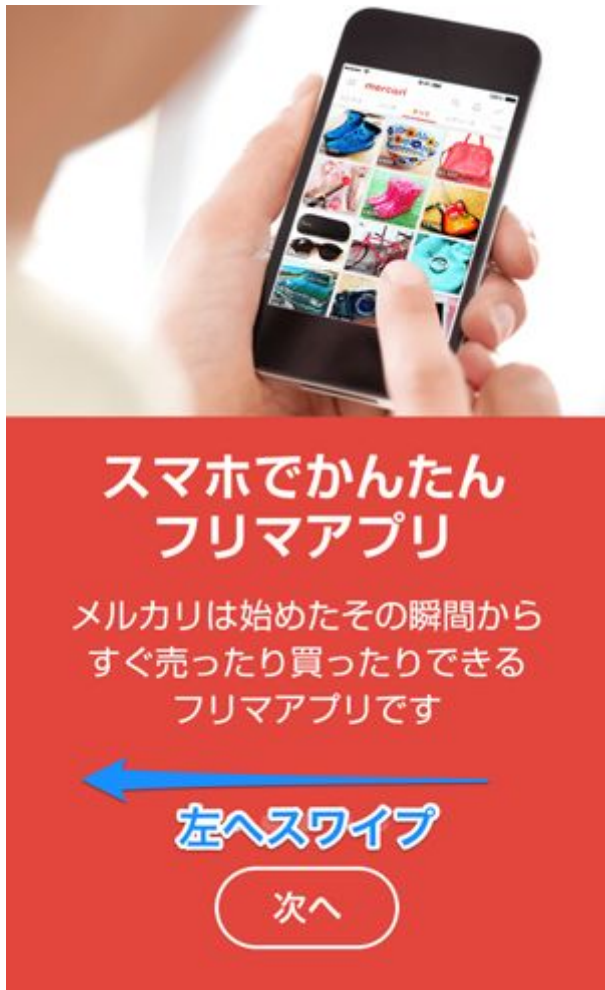 mercari
スマホでかんたん
フリマアプリ
メルカリは始めたその瞬間から
すぐ売ったり買ったりできる
フリマアプリです
左へスワイプ
次へ